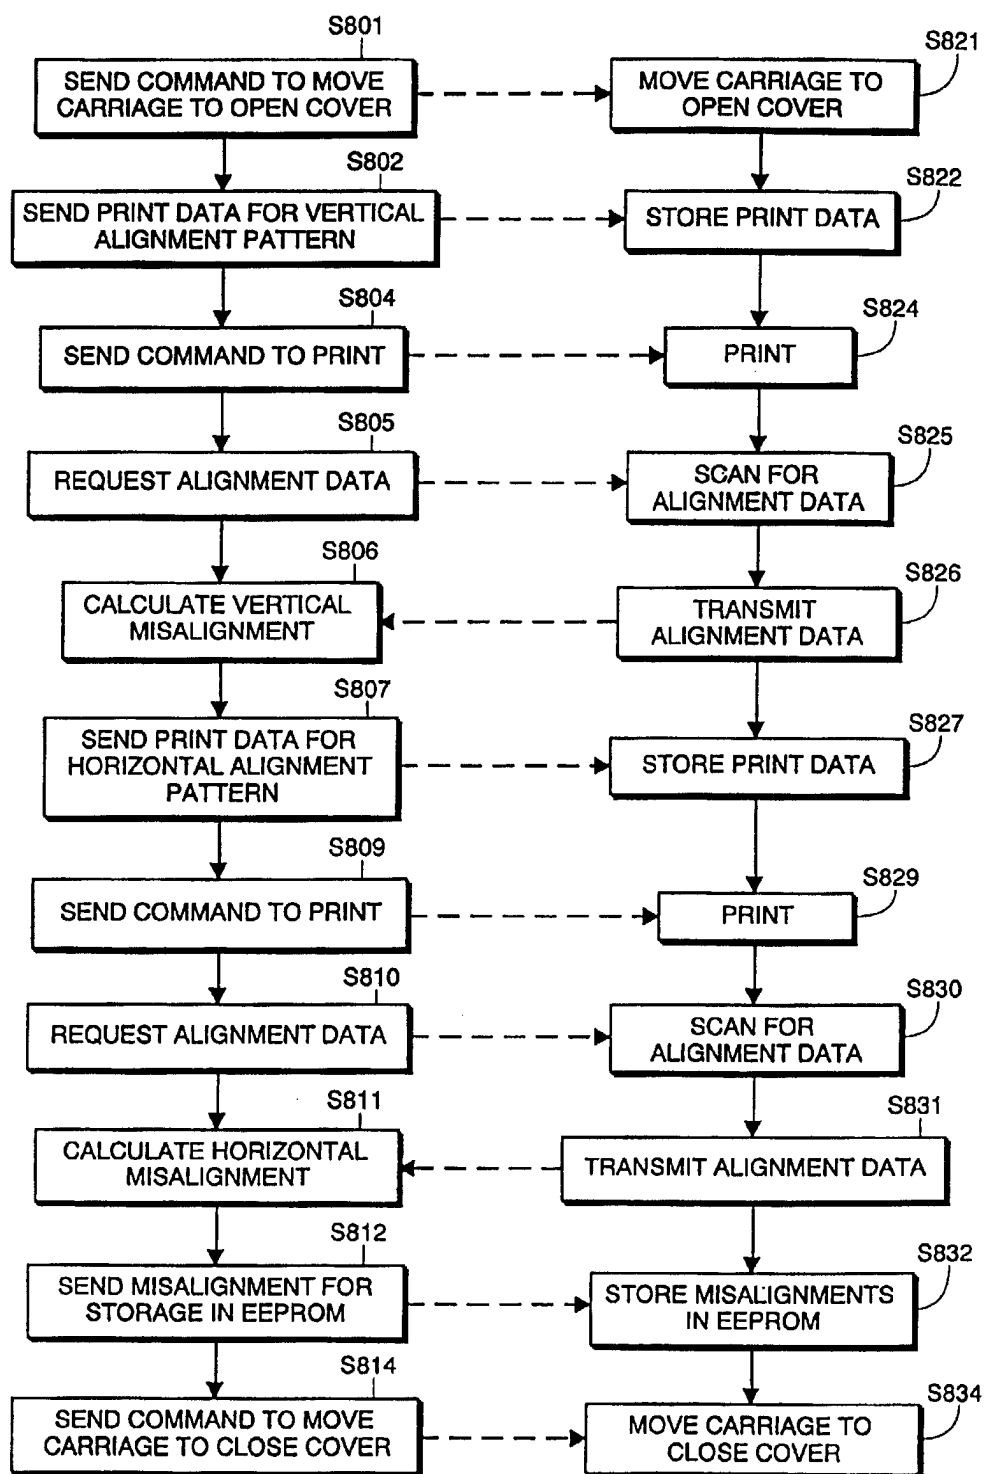 S801
SEND COMMAND TO MOVE
CARRIAGE TO OPEN COVER
S821
MOVE CARRIAGE TO
OPEN COVER
S802
SEND PRINT DATA FOR VERTICAL
ALIGNMENT PATTERN
S822
STORE PRINT DATA
S804
SEND COMMAND TO PRINT
S824
PRINT
S805
REQUEST ALIGNMENT DATA
S825
SCAN FOR
ALIGNMENT DATA
S806
CALCULATE VERTICAL
MISALIGNMENT
S826
TRANSMIT
ALIGNMENT DATA
S807
SEND PRINT DATA FOR
HORIZONTAL ALIGNMENT
PATTERN
S827
STORE PRINT DATA
S809
SEND COMMAND TO PRINT
S829
PRINT
S810
REQUEST ALIGNMENT DATA
S830
SCAN FOR
ALIGNMENT DATA
S811
CALCULATE HORIZONTAL
MISALIGNMENT
S831
TRANSMIT ALIGNMENT DATA
S812
SEND MISALIGNMENT FOR
STORAGE IN EEPROM
S832
STORE MISALIGNMENTS
IN EEPROM
S814
SEND COMMAND TO MOVE
CARRIAGE TO CLOSE COVER
S834
MOVE CARRIAGE TO
CLOSE COVER